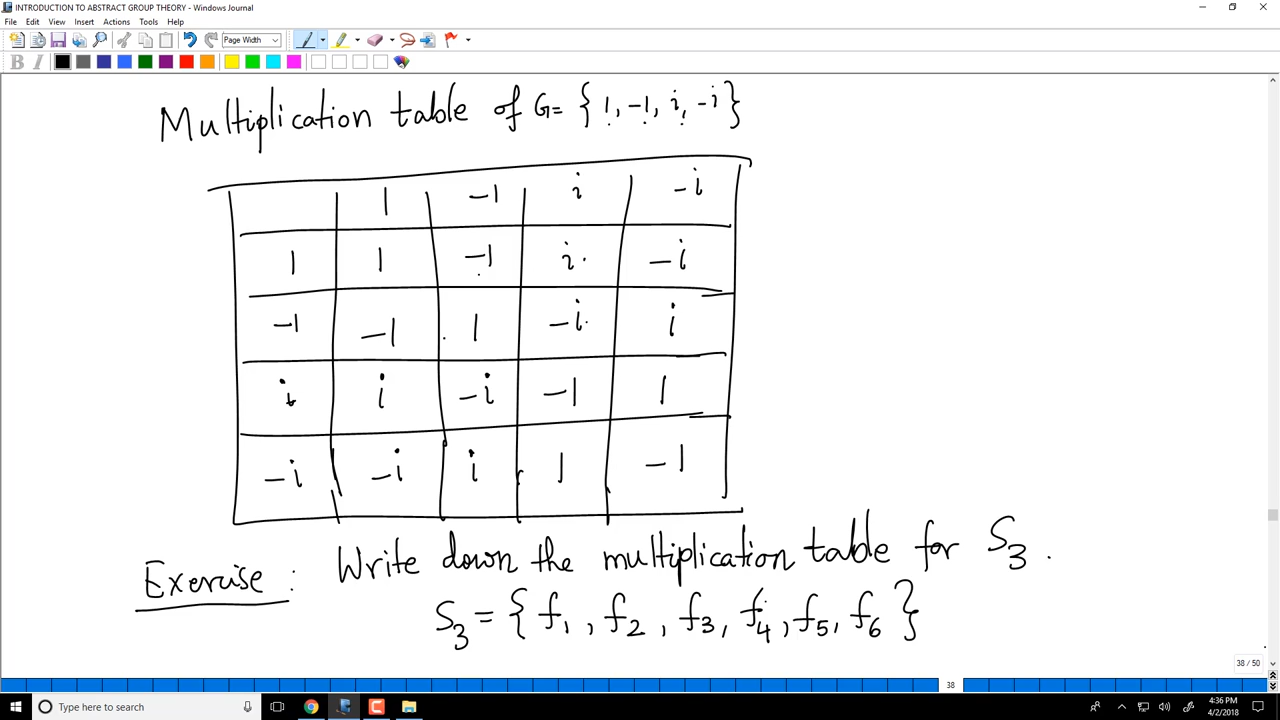 INTRODUCTION TO ABSTRACT GROUP THEORY - Windows Journal
File Edit View Insert Actions Tools Help
Page Width
B I
Multiplication table of G= {1, -1, i, -i}
1 -1 i -i
1 1 -1 i -i
-1 -1 1 -i i
i i -i -1 1
-i -i i 1 -1
Exercise : Write down the multiplication table for S₃ .
S₃ = {f₁, f₂, f₃, f₄, f₅, f₆}
38 / 50
38
Type here to search
4:36 PM
4/2/2018